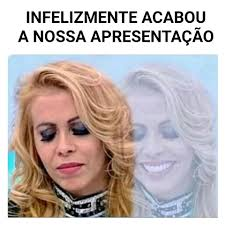 INFELIZMENTE ACABOU
A NOSSA APRESENTAÇÃO